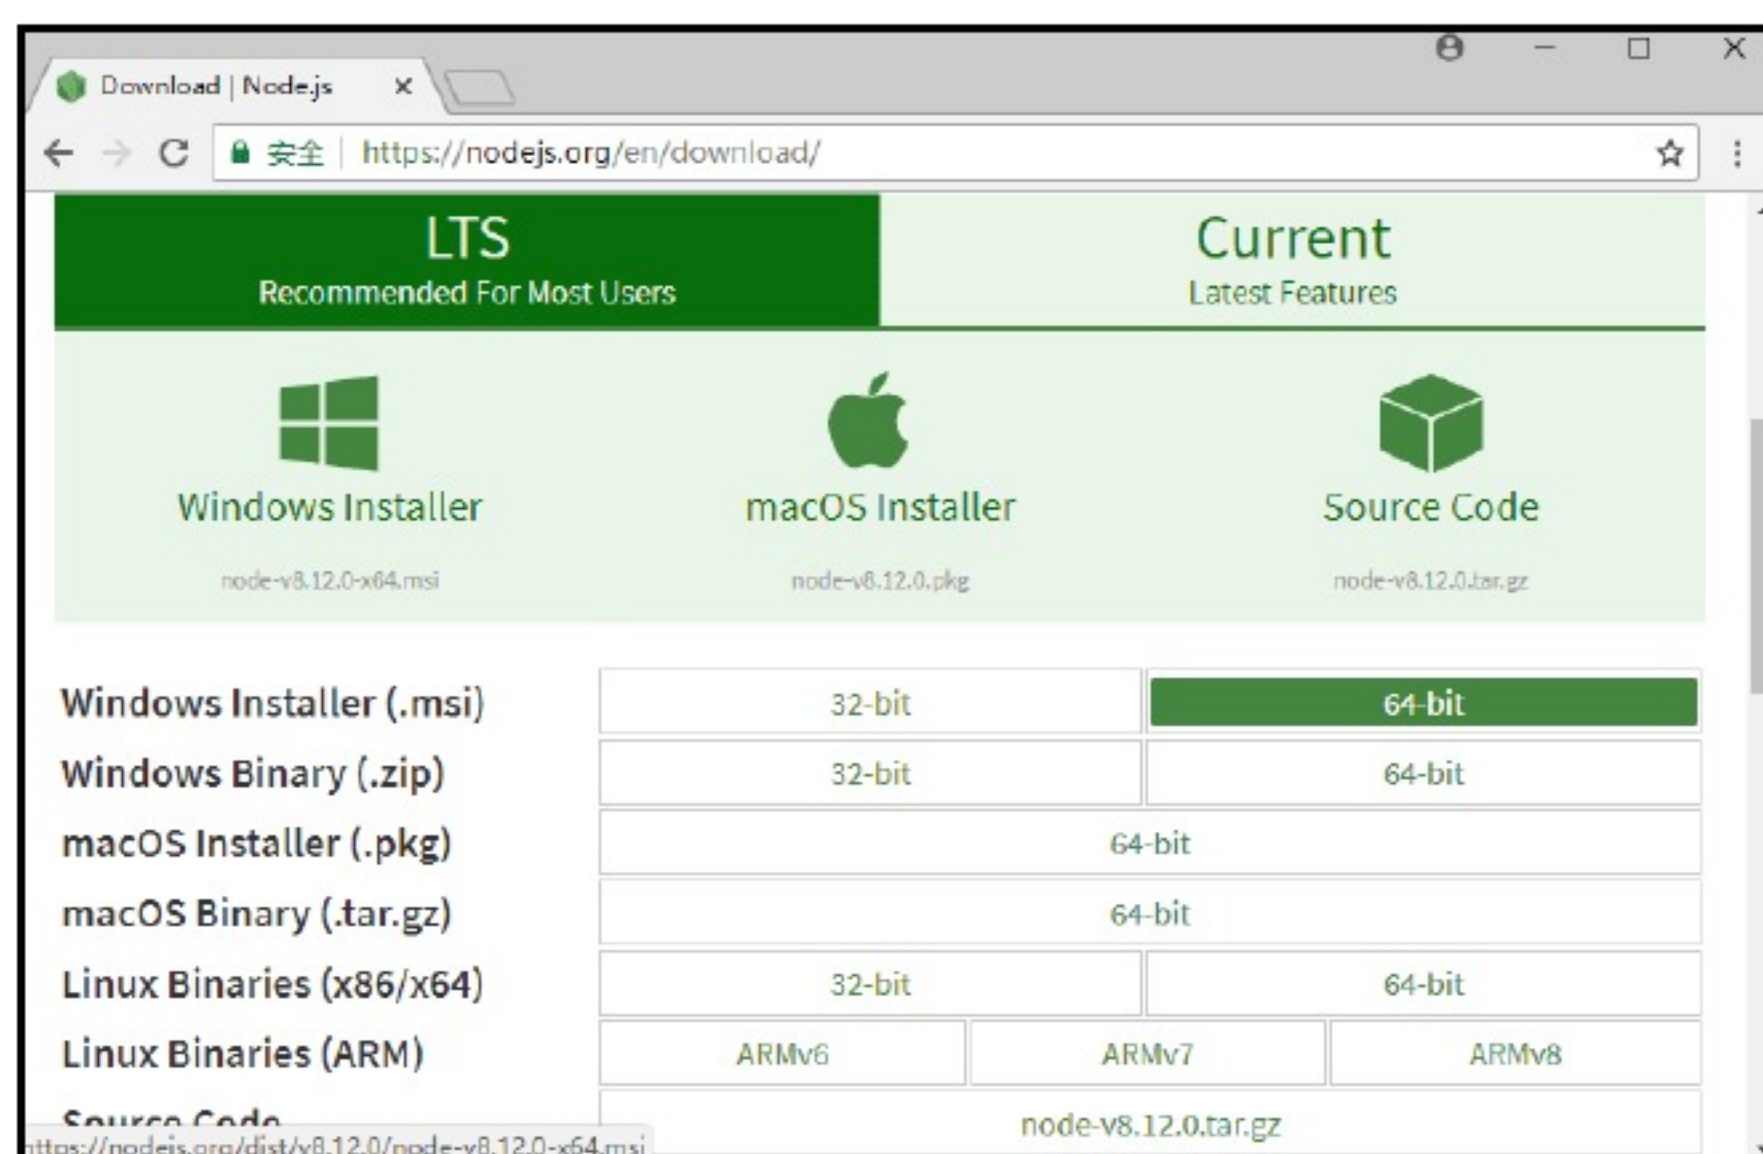 Download | Node.js
安全 https://nodejs.org/en/download/
LTS Current
Recommended For Most Users Latest Features
Windows Installer macOS Installer Source Code
node-v8.12.0-x64.msi node-v8.12.0.pkg node-v8.12.0.tar.gz
Windows Installer (.msi) 32-bit 64-bit
Windows Binary (.zip) 32-bit 64-bit
macOS Installer (.pkg) 64-bit
macOS Binary (.tar.gz) 64-bit
Linux Binaries (x86/x64) 32-bit 64-bit
Linux Binaries (ARM) ARMv6 ARMv7 ARMv8
Source Code node-v8.12.0.tar.gz
https://nodejs.org/dist/v8.12.0/node-v8.12.0-x64.msi